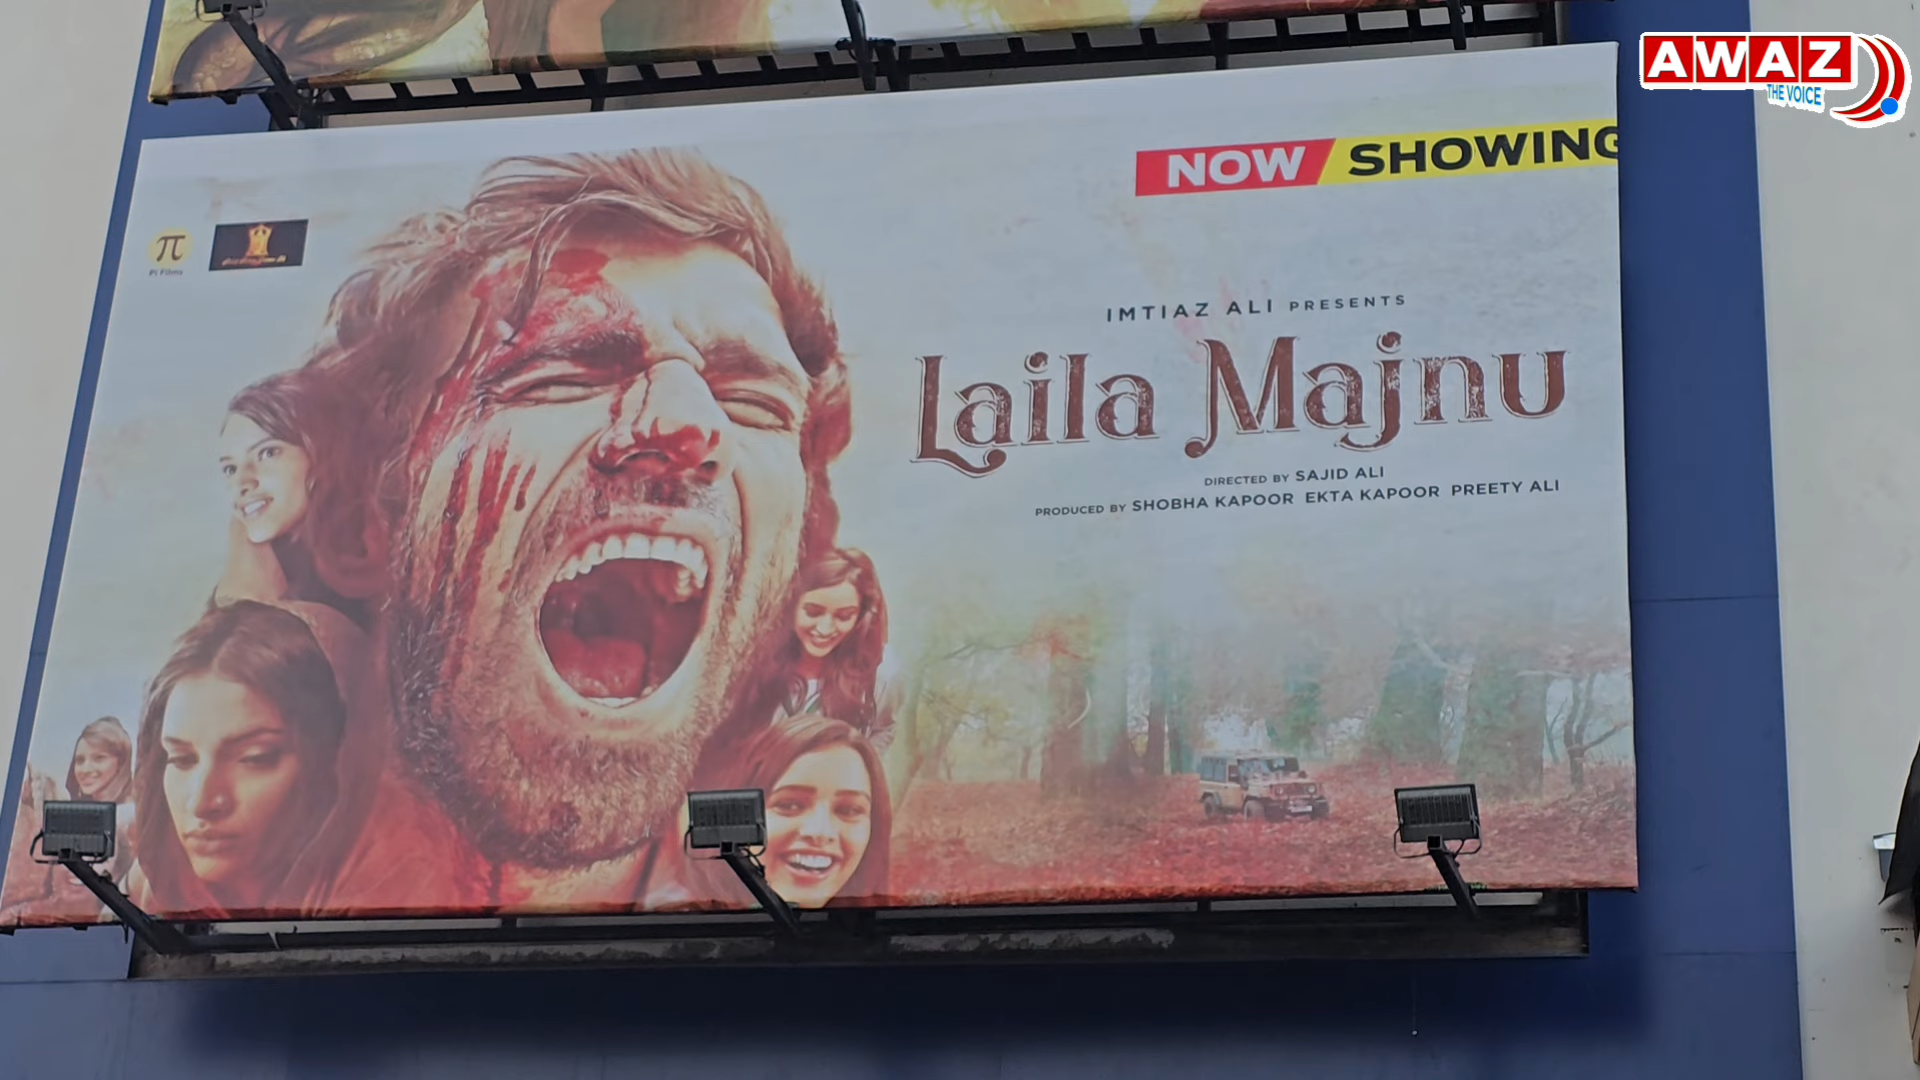 AWAZ
THE VOICE
NOW SHOWING
π
Pi Films
IMTIAZ ALI PRESENTS
Laila Majnu
DIRECTED BY SAJID ALI
PRODUCED BY SHOBHA KAPOOR EKTA KAPOOR PREETY ALI